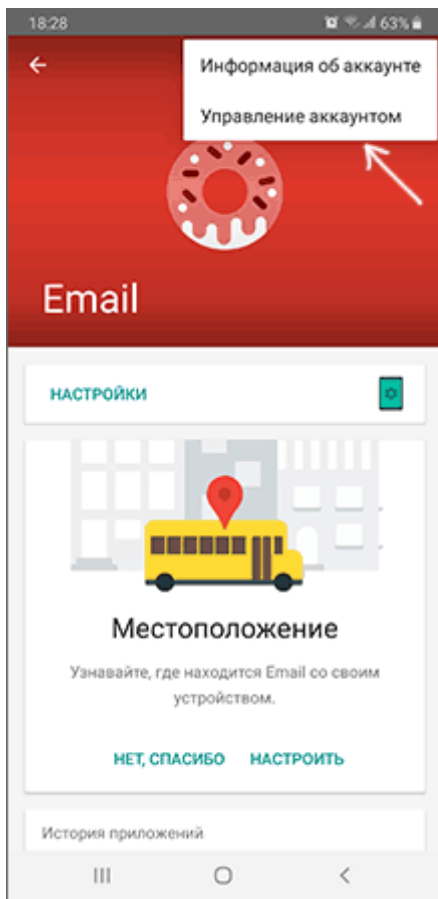 18:28
63%
Информация об аккаунте
Управление аккаунтом
Email
НАСТРОЙКИ
Местоположение
Узнавайте, где находится Email со своим
устройством.
НЕТ, СПАСИБО НАСТРОИТЬ
История приложений